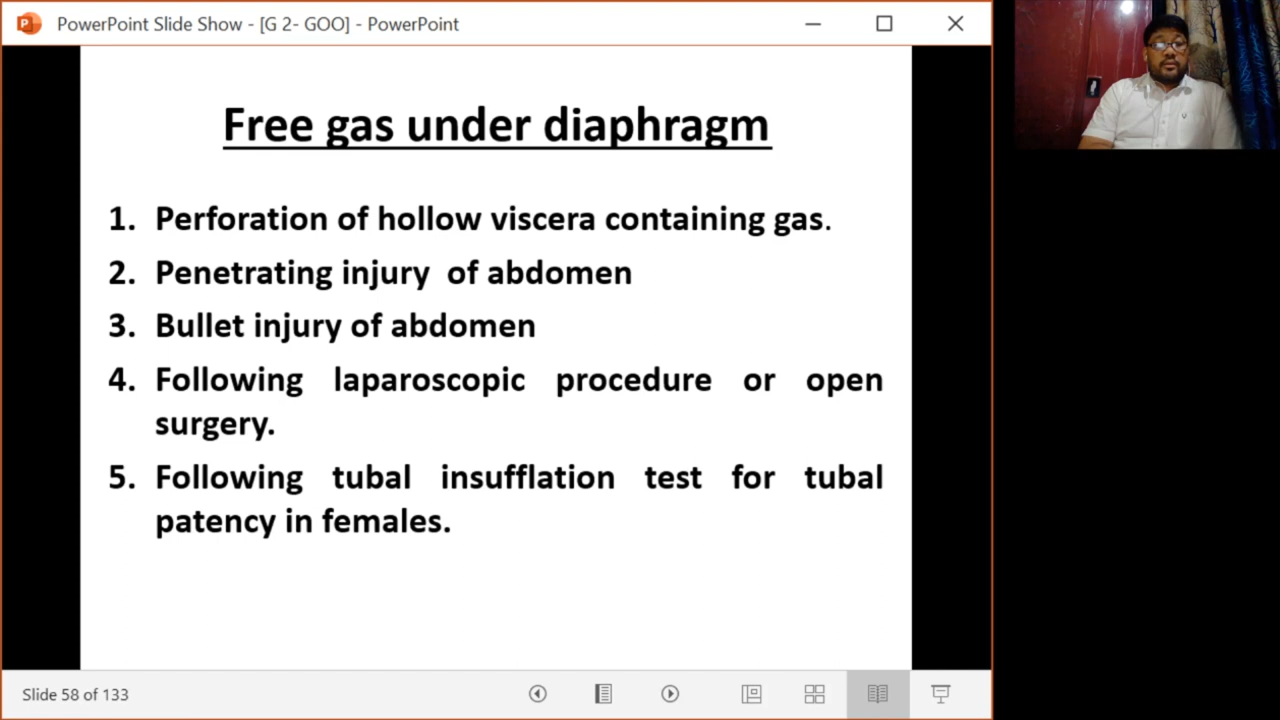 PowerPoint Slide Show - [G 2- GOO] - PowerPoint
Free gas under diaphragm
1. Perforation of hollow viscera containing gas.
2. Penetrating injury of abdomen
3. Bullet injury of abdomen
4. Following laparoscopic procedure or open
surgery.
5. Following tubal insufflation test for tubal
patency in females.
Slide 58 of 133